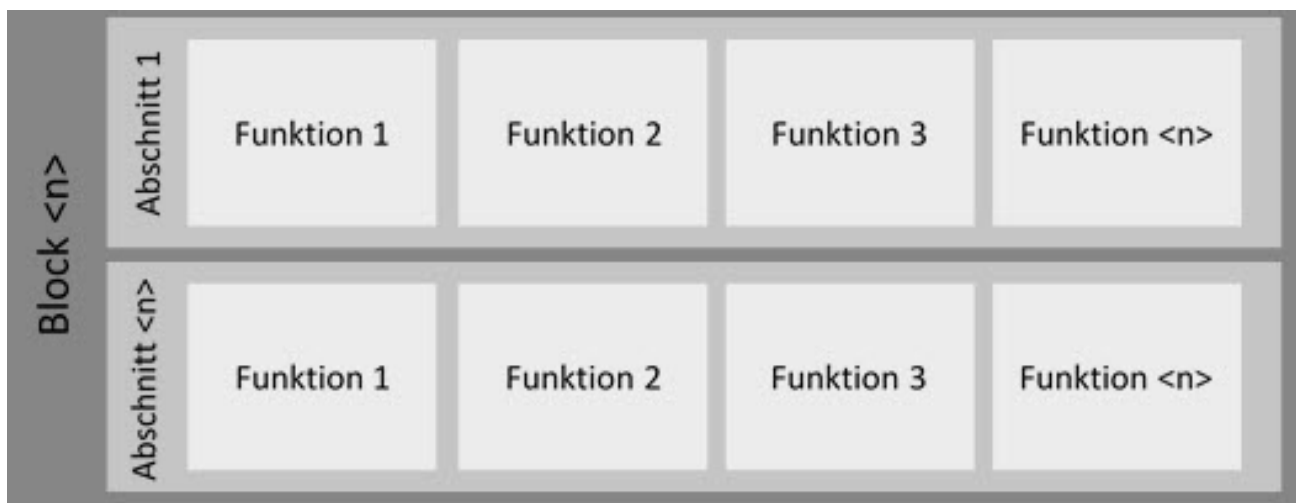 Block <n>
Abschnitt 1
Funktion 1
Funktion 2
Funktion 3
Funktion <n>
Abschnitt <n>
Funktion 1
Funktion 2
Funktion 3
Funktion <n>